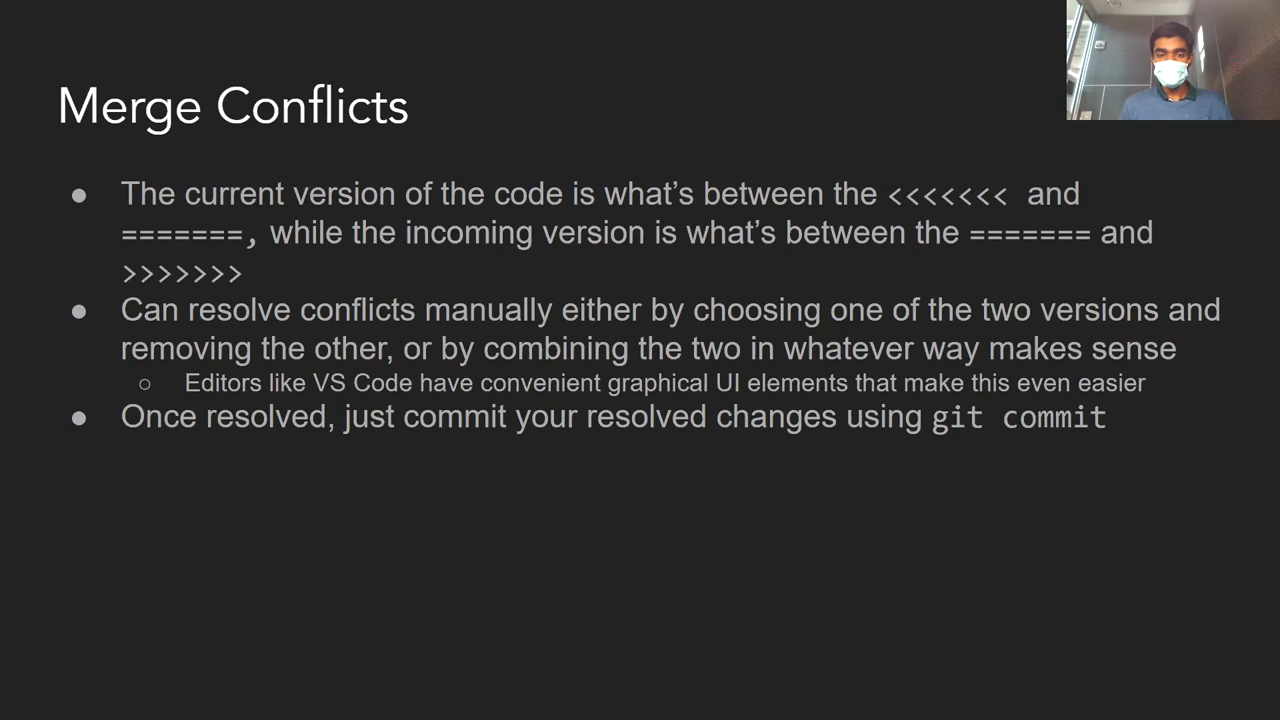 Merge Conflicts
● The current version of the code is what’s between the <<<<<<< and
=======, while the incoming version is what’s between the ======= and
>>>>>>>
● Can resolve conflicts manually either by choosing one of the two versions and
removing the other, or by combining the two in whatever way makes sense
○ Editors like VS Code have convenient graphical UI elements that make this even easier
● Once resolved, just commit your resolved changes using git commit